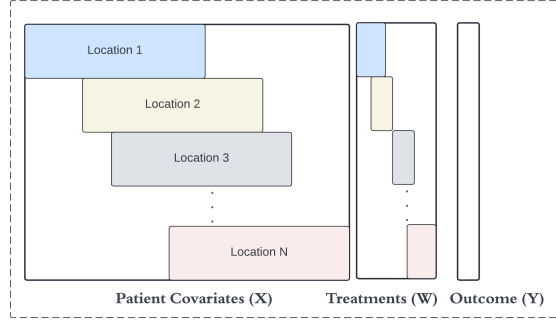 Location 1
Location 2
Location 3
Location N
Patient Covariates (X)
Treatments (W)
Outcome (Y)